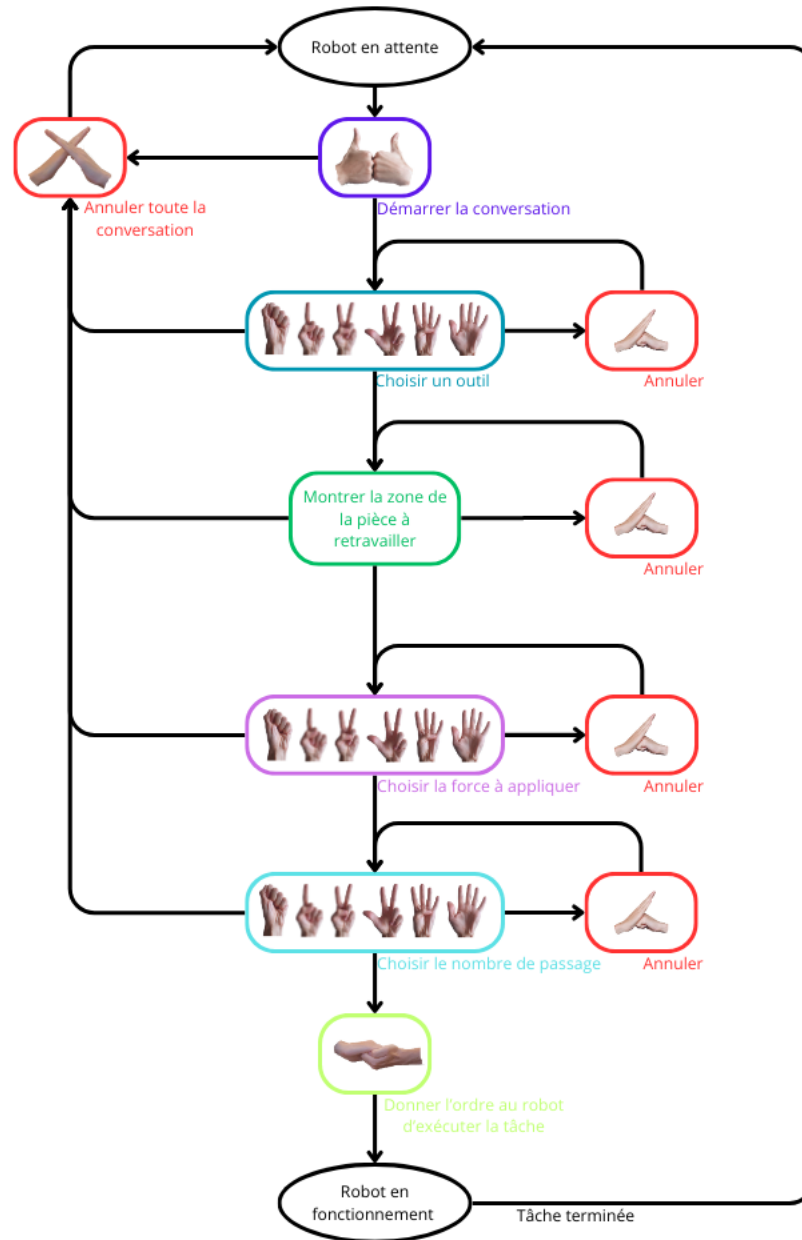 Robot en attente
Annuler toute la
conversation
Démarrer la conversation
Choisir un outil
Annuler
Montrer la zone de
la pièce à
retravailler
Annuler
Choisir la force à appliquer
Annuler
Choisir le nombre de passage
Annuler
Donner l'ordre au robot
d'exécuter la tâche
Robot en
fonctionnement
Tâche terminée